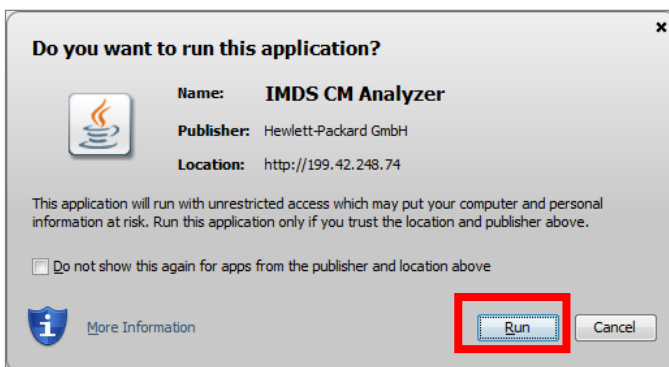 Do you want to run this application?
Name: IMDS CM Analyzer
Publisher: Hewlett-Packard GmbH
Location: http://199.42.248.74
This application will run with unrestricted access which may put your computer and personal
information at risk. Run this application only if you trust the location and publisher above.
Do not show this again for apps from the publisher and location above
More Information
Run
Cancel